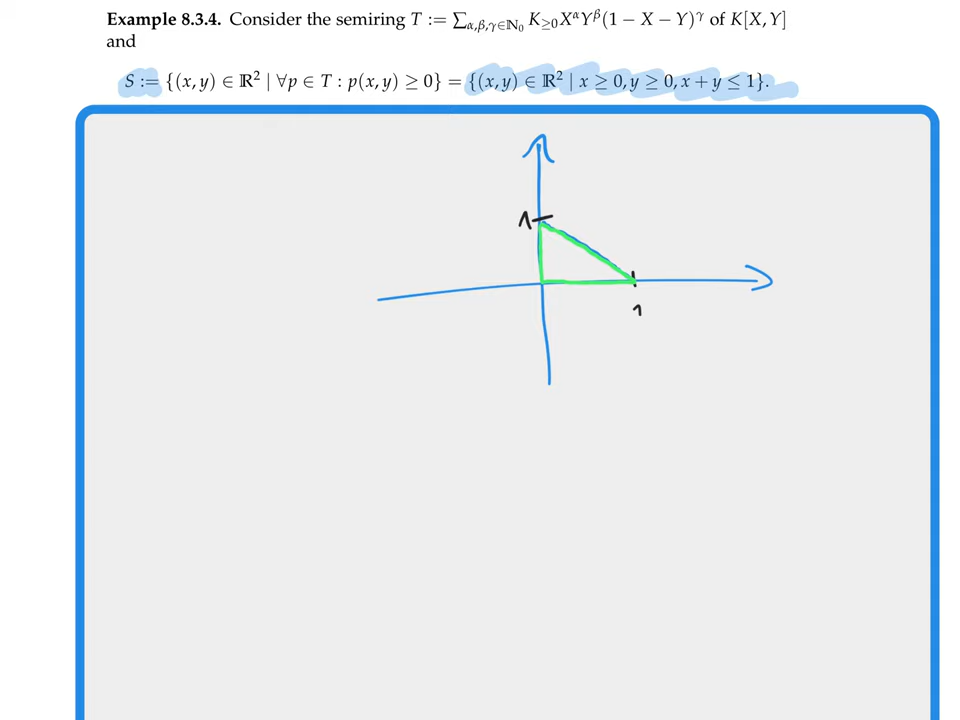 Example 8.3.4. Consider the semiring T := ∑_{α,β,γ∈ℕ₀} K_{≥0}X^αY^β(1 − X − Y)^γ of K[X, Y]
and
S := {(x, y) ∈ ℝ² | ∀p ∈ T : p(x, y) ≥ 0} = {(x, y) ∈ ℝ² | x ≥ 0, y ≥ 0, x + y ≤ 1}.
1
1